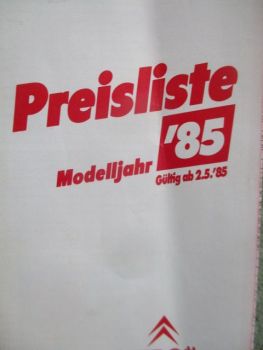 Preisliste
Modelljahr '85
Gültig ab 2.5.'85